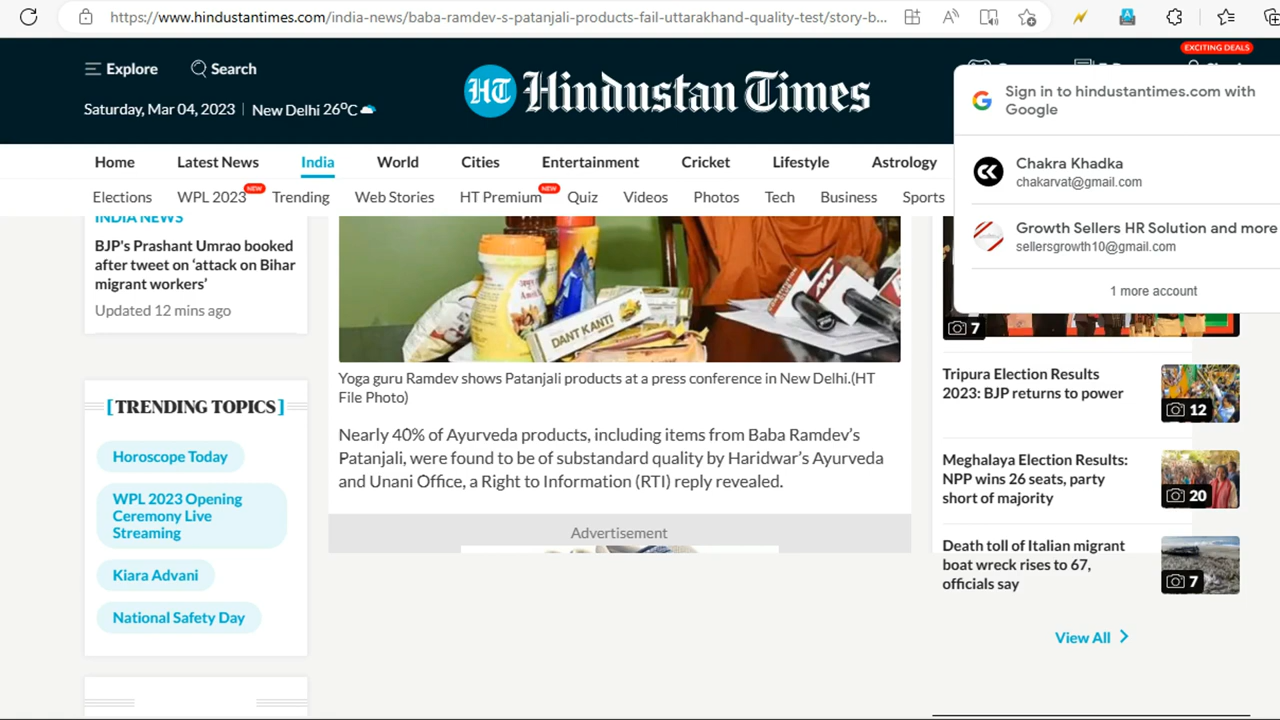 https://www.hindustantimes.com/india-news/baba-ramdev-s-patanjali-products-fail-uttarakhand-quality-test/story-b...
EXCITING DEALS
Explore
Search
HT Hindustan Times
Saturday, Mar 04, 2023
New Delhi 26°C
Sign in to hindustantimes.com with
Google
Chakra Khadka
chakarvat@gmail.com
Growth Sellers HR Solution and more
sellersgrowth10@gmail.com
1 more account
Home
Latest News
India
World
Cities
Entertainment
Cricket
Lifestyle
Astrology
Elections
WPL 2023 NEW
Trending
Web Stories
HT Premium NEW
Quiz
Videos
Photos
Tech
Business
Sports
INDIA NEWS
BJP's Prashant Umrao booked
after tweet on 'attack on Bihar
migrant workers'
Updated 12 mins ago
[TRENDING TOPICS]
Horoscope Today
WPL 2023 Opening
Ceremony Live
Streaming
Kiara Advani
National Safety Day
DANT KANTI
Yoga guru Ramdev shows Patanjali products at a press conference in New Delhi.(HT
File Photo)
Nearly 40% of Ayurveda products, including items from Baba Ramdev's
Patanjali, were found to be of substandard quality by Haridwar's Ayurveda
and Unani Office, a Right to Information (RTI) reply revealed.
Advertisement
7
Tripura Election Results
2023: BJP returns to power
12
Meghalaya Election Results:
NPP wins 26 seats, party
short of majority
20
Death toll of Italian migrant
boat wreck rises to 67,
officials say
7
View All